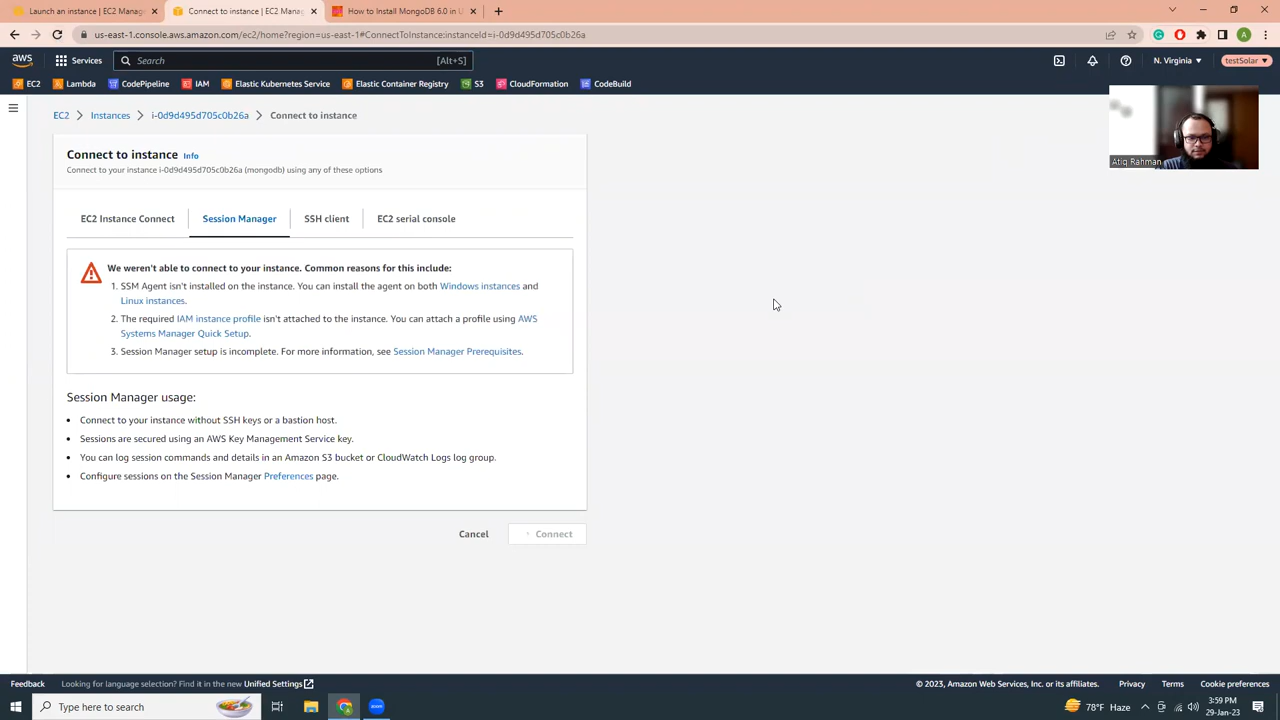 Launch an instance | EC2 Manag
Connect to instance | EC2 Manag
How to Install MongoDB 6.0 in U
us-east-1.console.aws.amazon.com/ec2/home?region=us-east-1#ConnectToInstance:instanceId=i-0d9d495d705c0b26a
aws
Services
Search
[Alt+S]
N. Virginia
testSolar
EC2
Lambda
CodePipeline
IAM
Elastic Kubernetes Service
Elastic Container Registry
S3
CloudFormation
CodeBuild
EC2 > Instances > i-0d9d495d705c0b26a > Connect to instance
Connect to instance Info
Connect to your instance i-0d9d495d705c0b26a (mongodb) using any of these options
Atiq Rahman
EC2 Instance Connect
Session Manager
SSH client
EC2 serial console
We weren't able to connect to your instance. Common reasons for this include:
1. SSM Agent isn't installed on the instance. You can install the agent on both Windows instances and
Linux instances.
2. The required IAM instance profile isn't attached to the instance. You can attach a profile using AWS
Systems Manager Quick Setup.
3. Session Manager setup is incomplete. For more information, see Session Manager Prerequisites.
Session Manager usage:
• Connect to your instance without SSH keys or a bastion host.
• Sessions are secured using an AWS Key Management Service key.
• You can log session commands and details in an Amazon S3 bucket or CloudWatch Logs log group.
• Configure sessions on the Session Manager Preferences page.
Cancel
Connect
Feedback
Looking for language selection? Find it in the new Unified Settings
© 2023, Amazon Web Services, Inc. or its affiliates.
Privacy
Terms
Cookie preferences
Type here to search
zoom
78°F Haze
3:59 PM
29-Jan-23